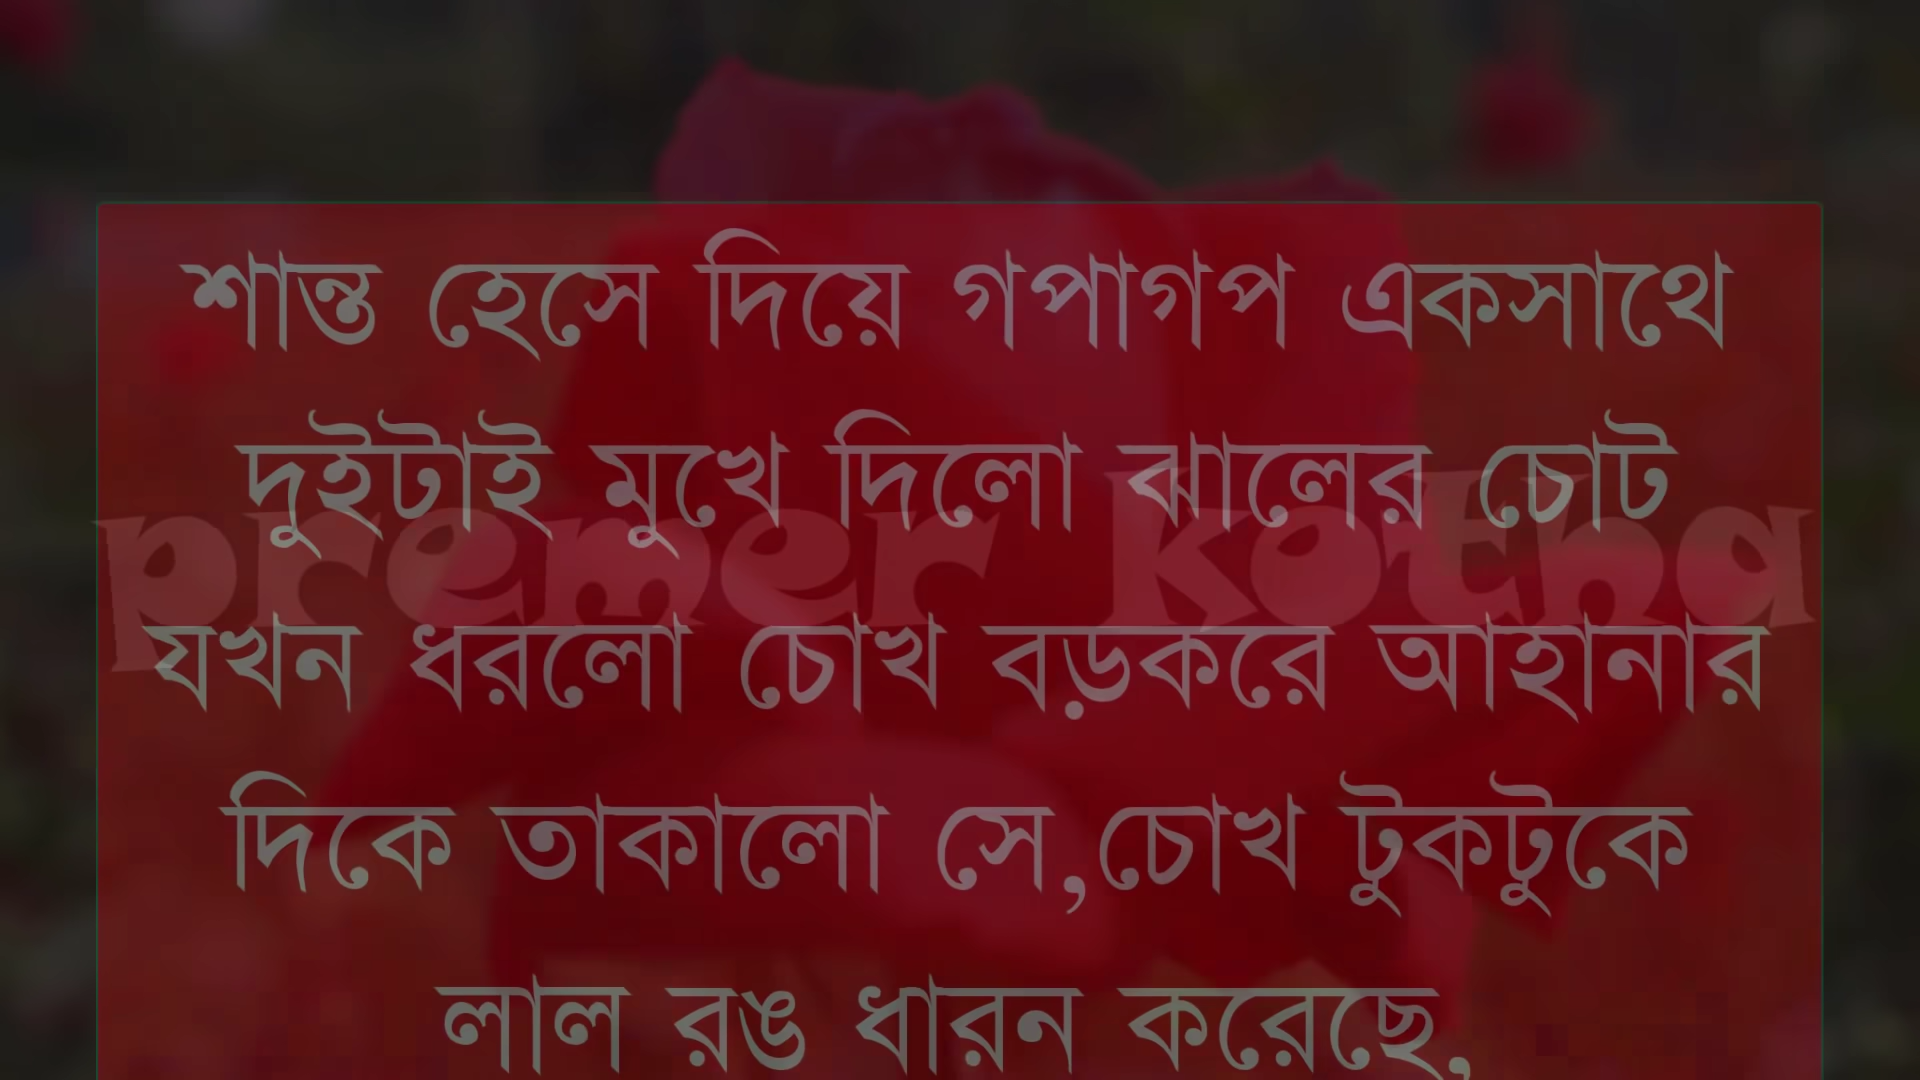 শান্ত হেসে দিয়ে গপাগপ একসাথে
দুইটাই মুখে দিলো ঝালের চোট
premer kotha
যখন ধরলো চোখ বড়করে আহানার
দিকে তাকালো সে,চোখ টুকটুকে
লাল রঙ ধারন করেছে,